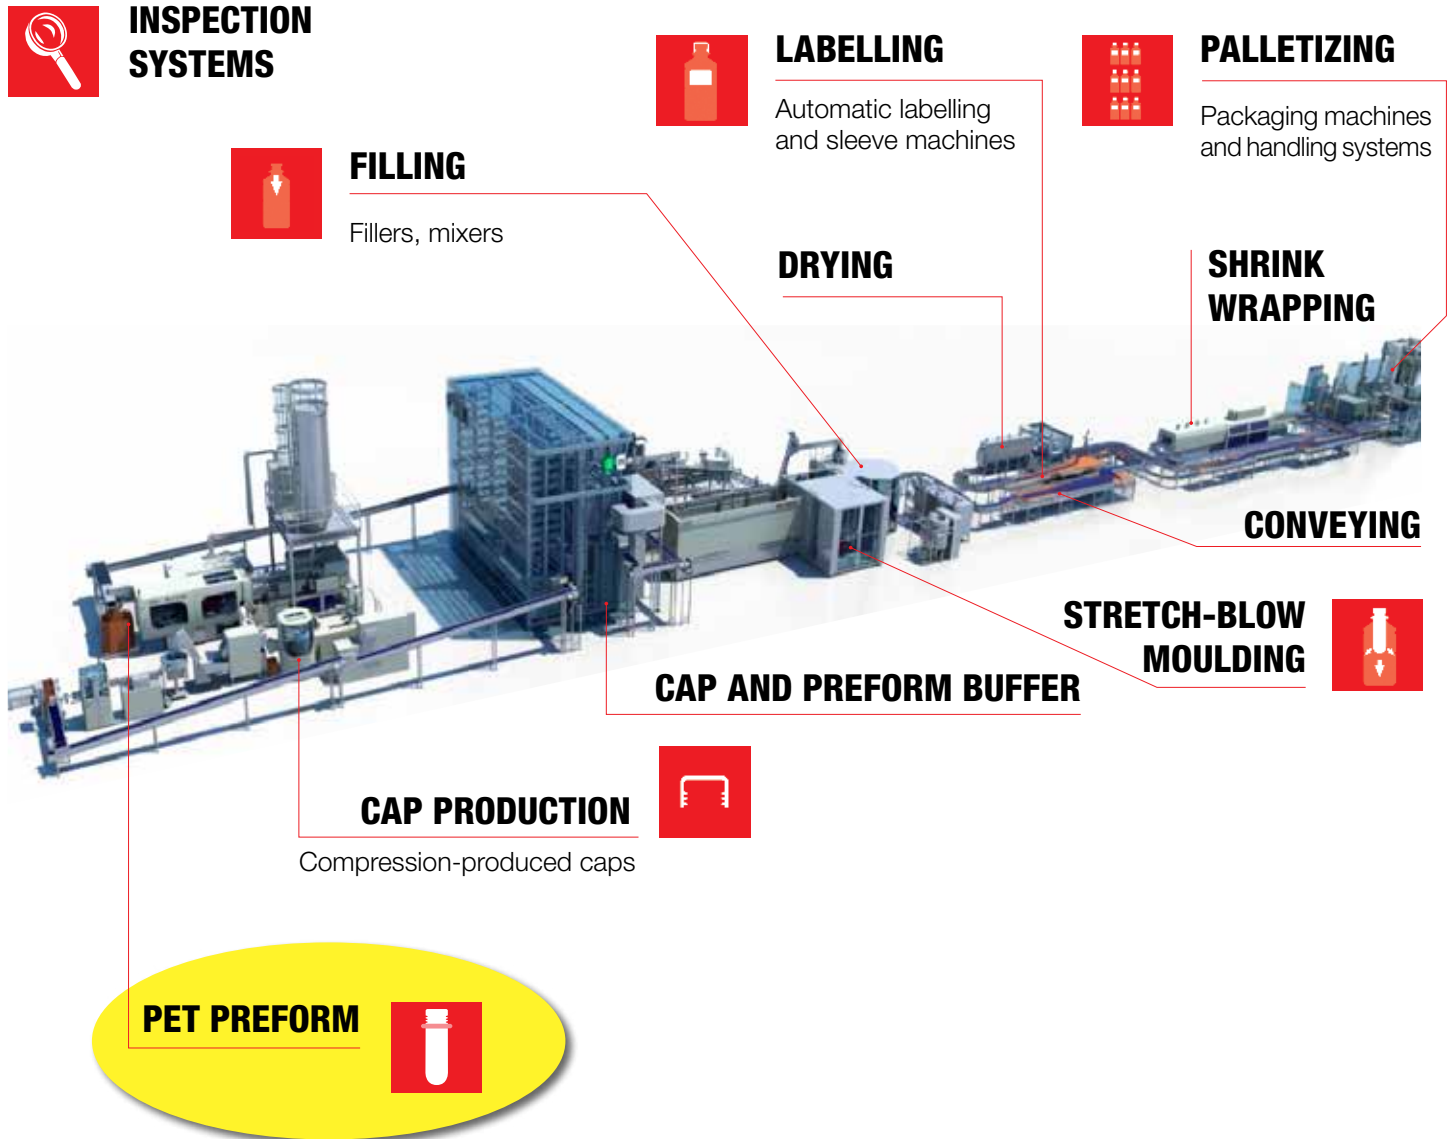 INSPECTION
SYSTEMS
LABELLING
Automatic labelling
and sleeve machines
PALLETIZING
Packaging machines
and handling systems
FILLING
Fillers, mixers
DRYING
SHRINK
WRAPPING
CONVEYING
STRETCH-BLOW
MOULDING
CAP AND PREFORM BUFFER
CAP PRODUCTION
Compression-produced caps
PET PREFORM